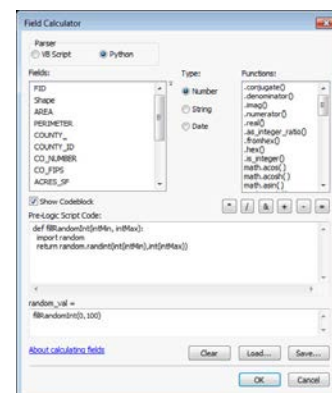 Field Calculator
Parser
VB Script Python
Fields: Type: Functions:
FID
Shape
AREA
PERIMETER
COUNTY_
COUNTY_ID
CO_NUMBER
CO_FIPS
ACRES_SF
Number
String
Date
.conjugate()
.denominator()
.imag()
.numerator()
.real()
.as_integer_ratio()
.fromhex()
.hex()
.is_integer()
math.acos( )
math.acosh( )
math.asin( )
Show Codeblock
* / & + - =
Pre-Logic Script Code:
def fillRandomInt(intMin, intMax):
import random
return random.randint(int(intMin),int(intMax))
random_val =
fillRandomInt(0,100)
About calculating fields Clear Load... Save...
OK Cancel